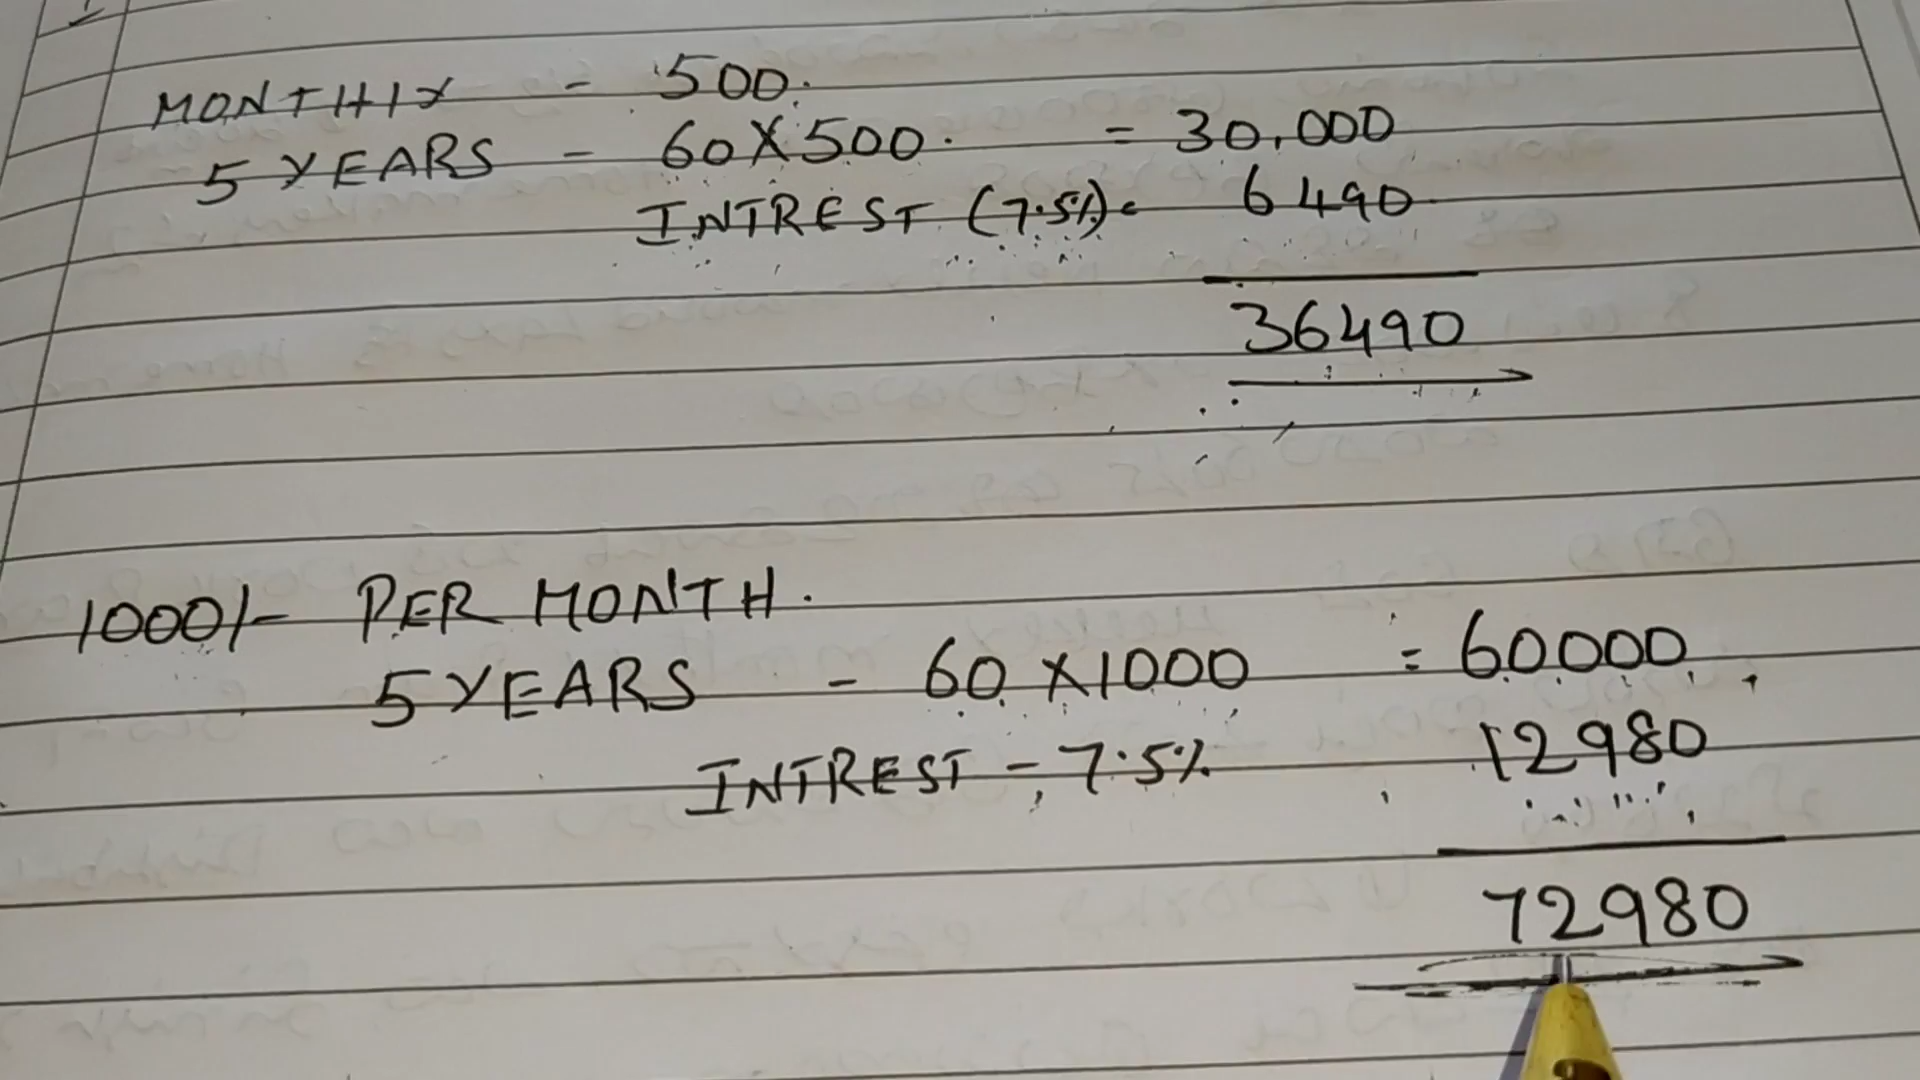 MONTHLY - 500.
5 YEARS - 60X500. = 30,000
INTREST (7.5%) = 6490
36490
1000/- PER MONTH.
5 YEARS - 60 X1000 = 60000
INTREST - 7.5% 12980
72980